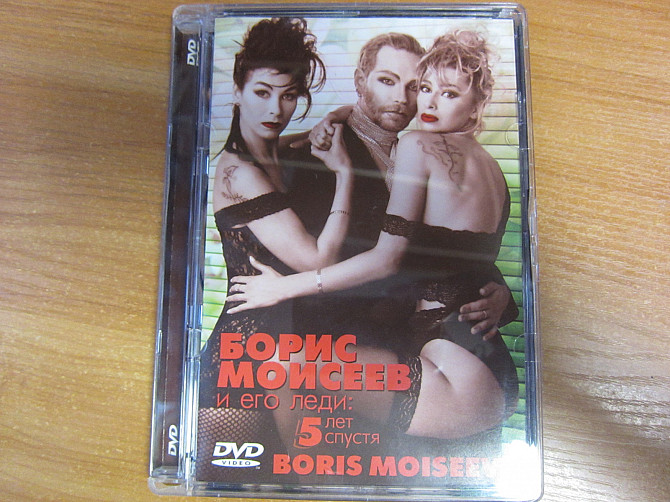 DVD
БОРИС
МОИСЕЕВ
и его леди:
5 лет
спустя
DVD
VIDEO
BORIS MOISEEV
DVD